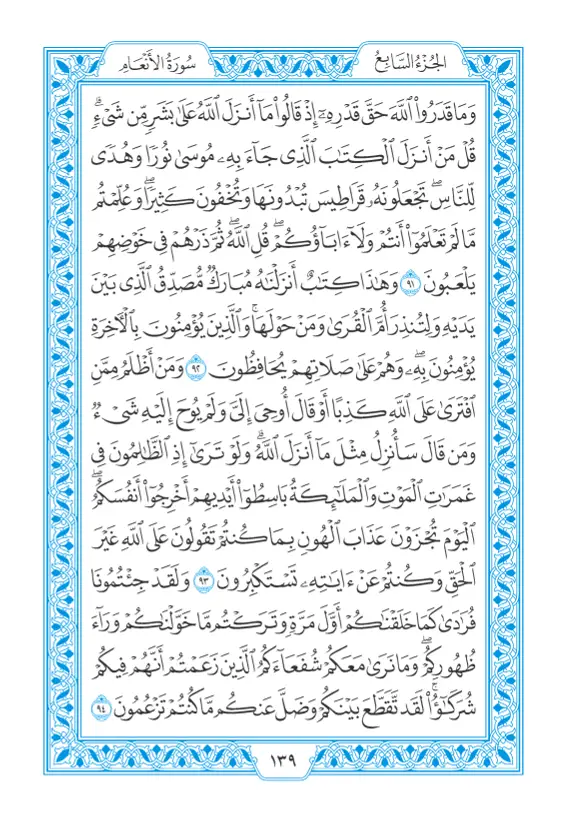 الجُزْءُ السَّابِعُ
سُورَةُ الأَنْعَامِ
وَمَا قَدَرُوا۟ ٱللَّهَ حَقَّ قَدْرِهِۦٓ إِذْ قَالُوا۟ مَآ أَنزَلَ ٱللَّهُ عَلَىٰ بَشَرٍ مِّن شَىْءٍ ۗ
قُلْ مَنْ أَنزَلَ ٱلْكِتَـٰبَ ٱلَّذِى جَآءَ بِهِۦ مُوسَىٰ نُورًا وَهُدًى
لِّلنَّاسِ ۖ تَجْعَلُونَهُۥ قَرَاطِيسَ تُبْدُونَهَا وَتُخْفُونَ كَثِيرًا ۖ وَعُلِّمْتُم
مَّا لَمْ تَعْلَمُوٓا۟ أَنتُمْ وَلَآ ءَابَآؤُكُمْ ۖ قُلِ ٱللَّهُ ۖ ثُمَّ ذَرْهُمْ فِى خَوْضِهِمْ
يَلْعَبُونَ ٩١ وَهَـٰذَا كِتَـٰبٌ أَنزَلْنَـٰهُ مُبَارَكٌ مُّصَدِّقُ ٱلَّذِى بَيْنَ
يَدَيْهِ وَلِتُنذِرَ أُمَّ ٱلْقُرَىٰ وَمَنْ حَوْلَهَا ۚ وَٱلَّذِينَ يُؤْمِنُونَ بِٱلْـَٔاخِرَةِ
يُؤْمِنُونَ بِهِۦ ۖ وَهُمْ عَلَىٰ صَلَاتِهِمْ يُحَافِظُونَ ٩٢ وَمَنْ أَظْلَمُ مِمَّنِ
ٱفْتَرَىٰ عَلَى ٱللَّهِ كَذِبًا أَوْ قَالَ أُوحِىَ إِلَىَّ وَلَمْ يُوحَ إِلَيْهِ شَىْءٌ
وَمَن قَالَ سَأُنزِلُ مِثْلَ مَآ أَنزَلَ ٱللَّهُ ۗ وَلَوْ تَرَىٰٓ إِذِ ٱلظَّـٰلِمُونَ فِى
غَمَرَٰتِ ٱلْمَوْتِ وَٱلْمَلَـٰٓئِكَةُ بَاسِطُوٓا۟ أَيْدِيهِمْ أَخْرِجُوٓا۟ أَنفُسَكُمُ ۖ
ٱلْيَوْمَ تُجْزَوْنَ عَذَابَ ٱلْهُونِ بِمَا كُنتُمْ تَقُولُونَ عَلَى ٱللَّهِ غَيْرَ
ٱلْحَقِّ وَكُنتُمْ عَنْ ءَايَـٰتِهِۦ تَسْتَكْبِرُونَ ٩٣ وَلَقَدْ جِئْتُمُونَا
فُرَٰدَىٰ كَمَا خَلَقْنَـٰكُمْ أَوَّلَ مَرَّةٍ وَتَرَكْتُم مَّا خَوَّلْنَـٰكُمْ وَرَآءَ
ظُهُورِكُمْ ۖ وَمَا نَرَىٰ مَعَكُمْ شُفَعَآءَكُمُ ٱلَّذِينَ زَعَمْتُمْ أَنَّهُمْ فِيكُمْ
شُرَكَـٰٓؤُا۟ ۚ لَقَد تَّقَطَّعَ بَيْنَكُمْ وَضَلَّ عَنكُم مَّا كُنتُمْ تَزْعُمُونَ ٩٤
١٣٩